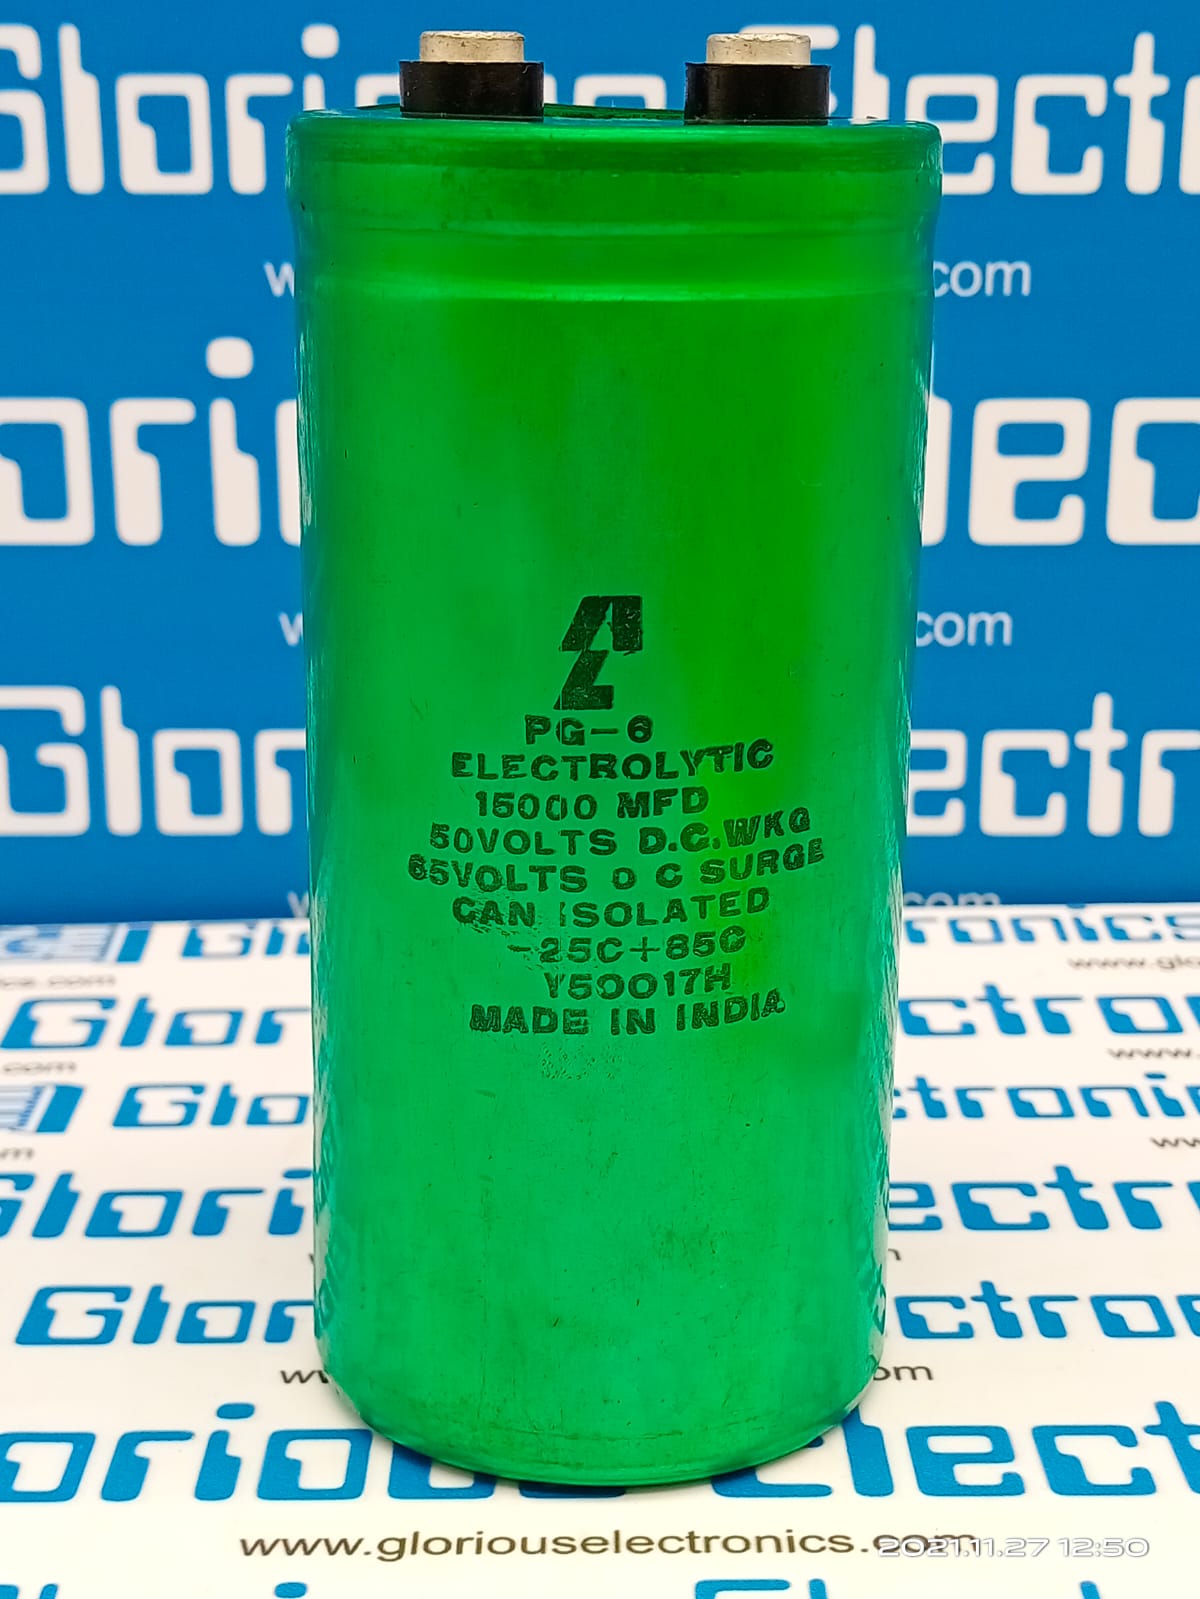 PG-6
ELECTROLYTIC
15000 MFD
50VOLTS D.C.WKG
65VOLTS D C SURGE
CAN ISOLATED
-25C+85C
Y50017H
MADE IN INDIA
www.gloriouselectronics.com
2021.11.27 12:50